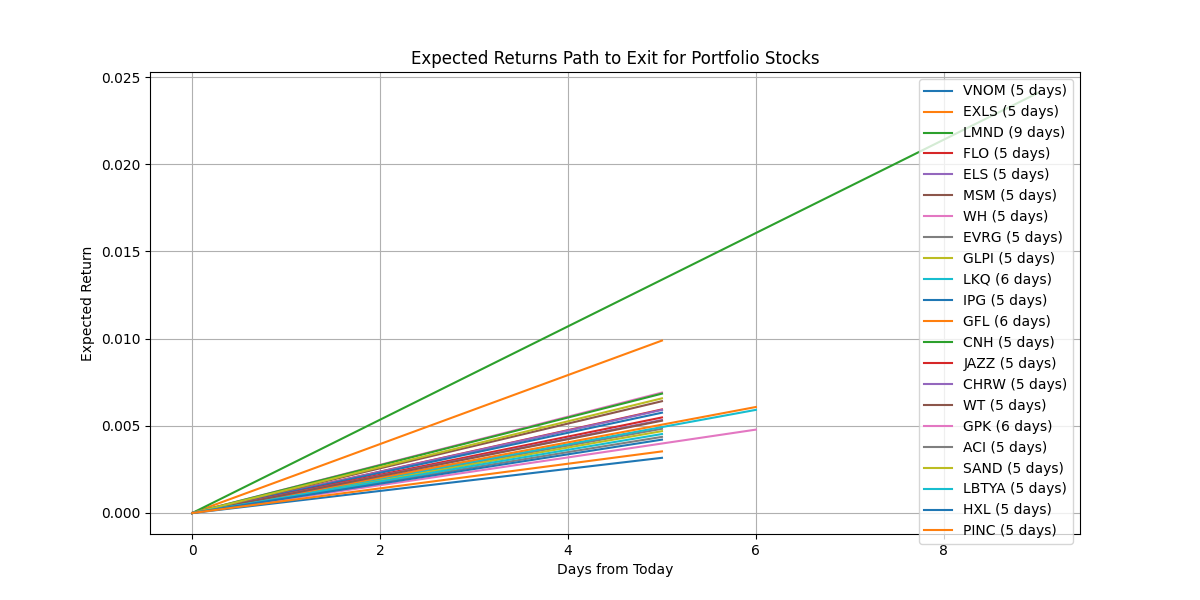 Expected Returns Path to Exit for Portfolio Stocks
0.025
0.020
0.015
0.010
0.005
0.000
Expected Return
0
2
4
6
8
Days from Today
VNOM (5 days)
EXLS (5 days)
LMND (9 days)
FLO (5 days)
ELS (5 days)
MSM (5 days)
WH (5 days)
EVRG (5 days)
GLPI (5 days)
LKQ (6 days)
IPG (5 days)
GFL (6 days)
CNH (5 days)
JAZZ (5 days)
CHRW (5 days)
WT (5 days)
GPK (6 days)
ACI (5 days)
SAND (5 days)
LBTYA (5 days)
HXL (5 days)
PINC (5 days)